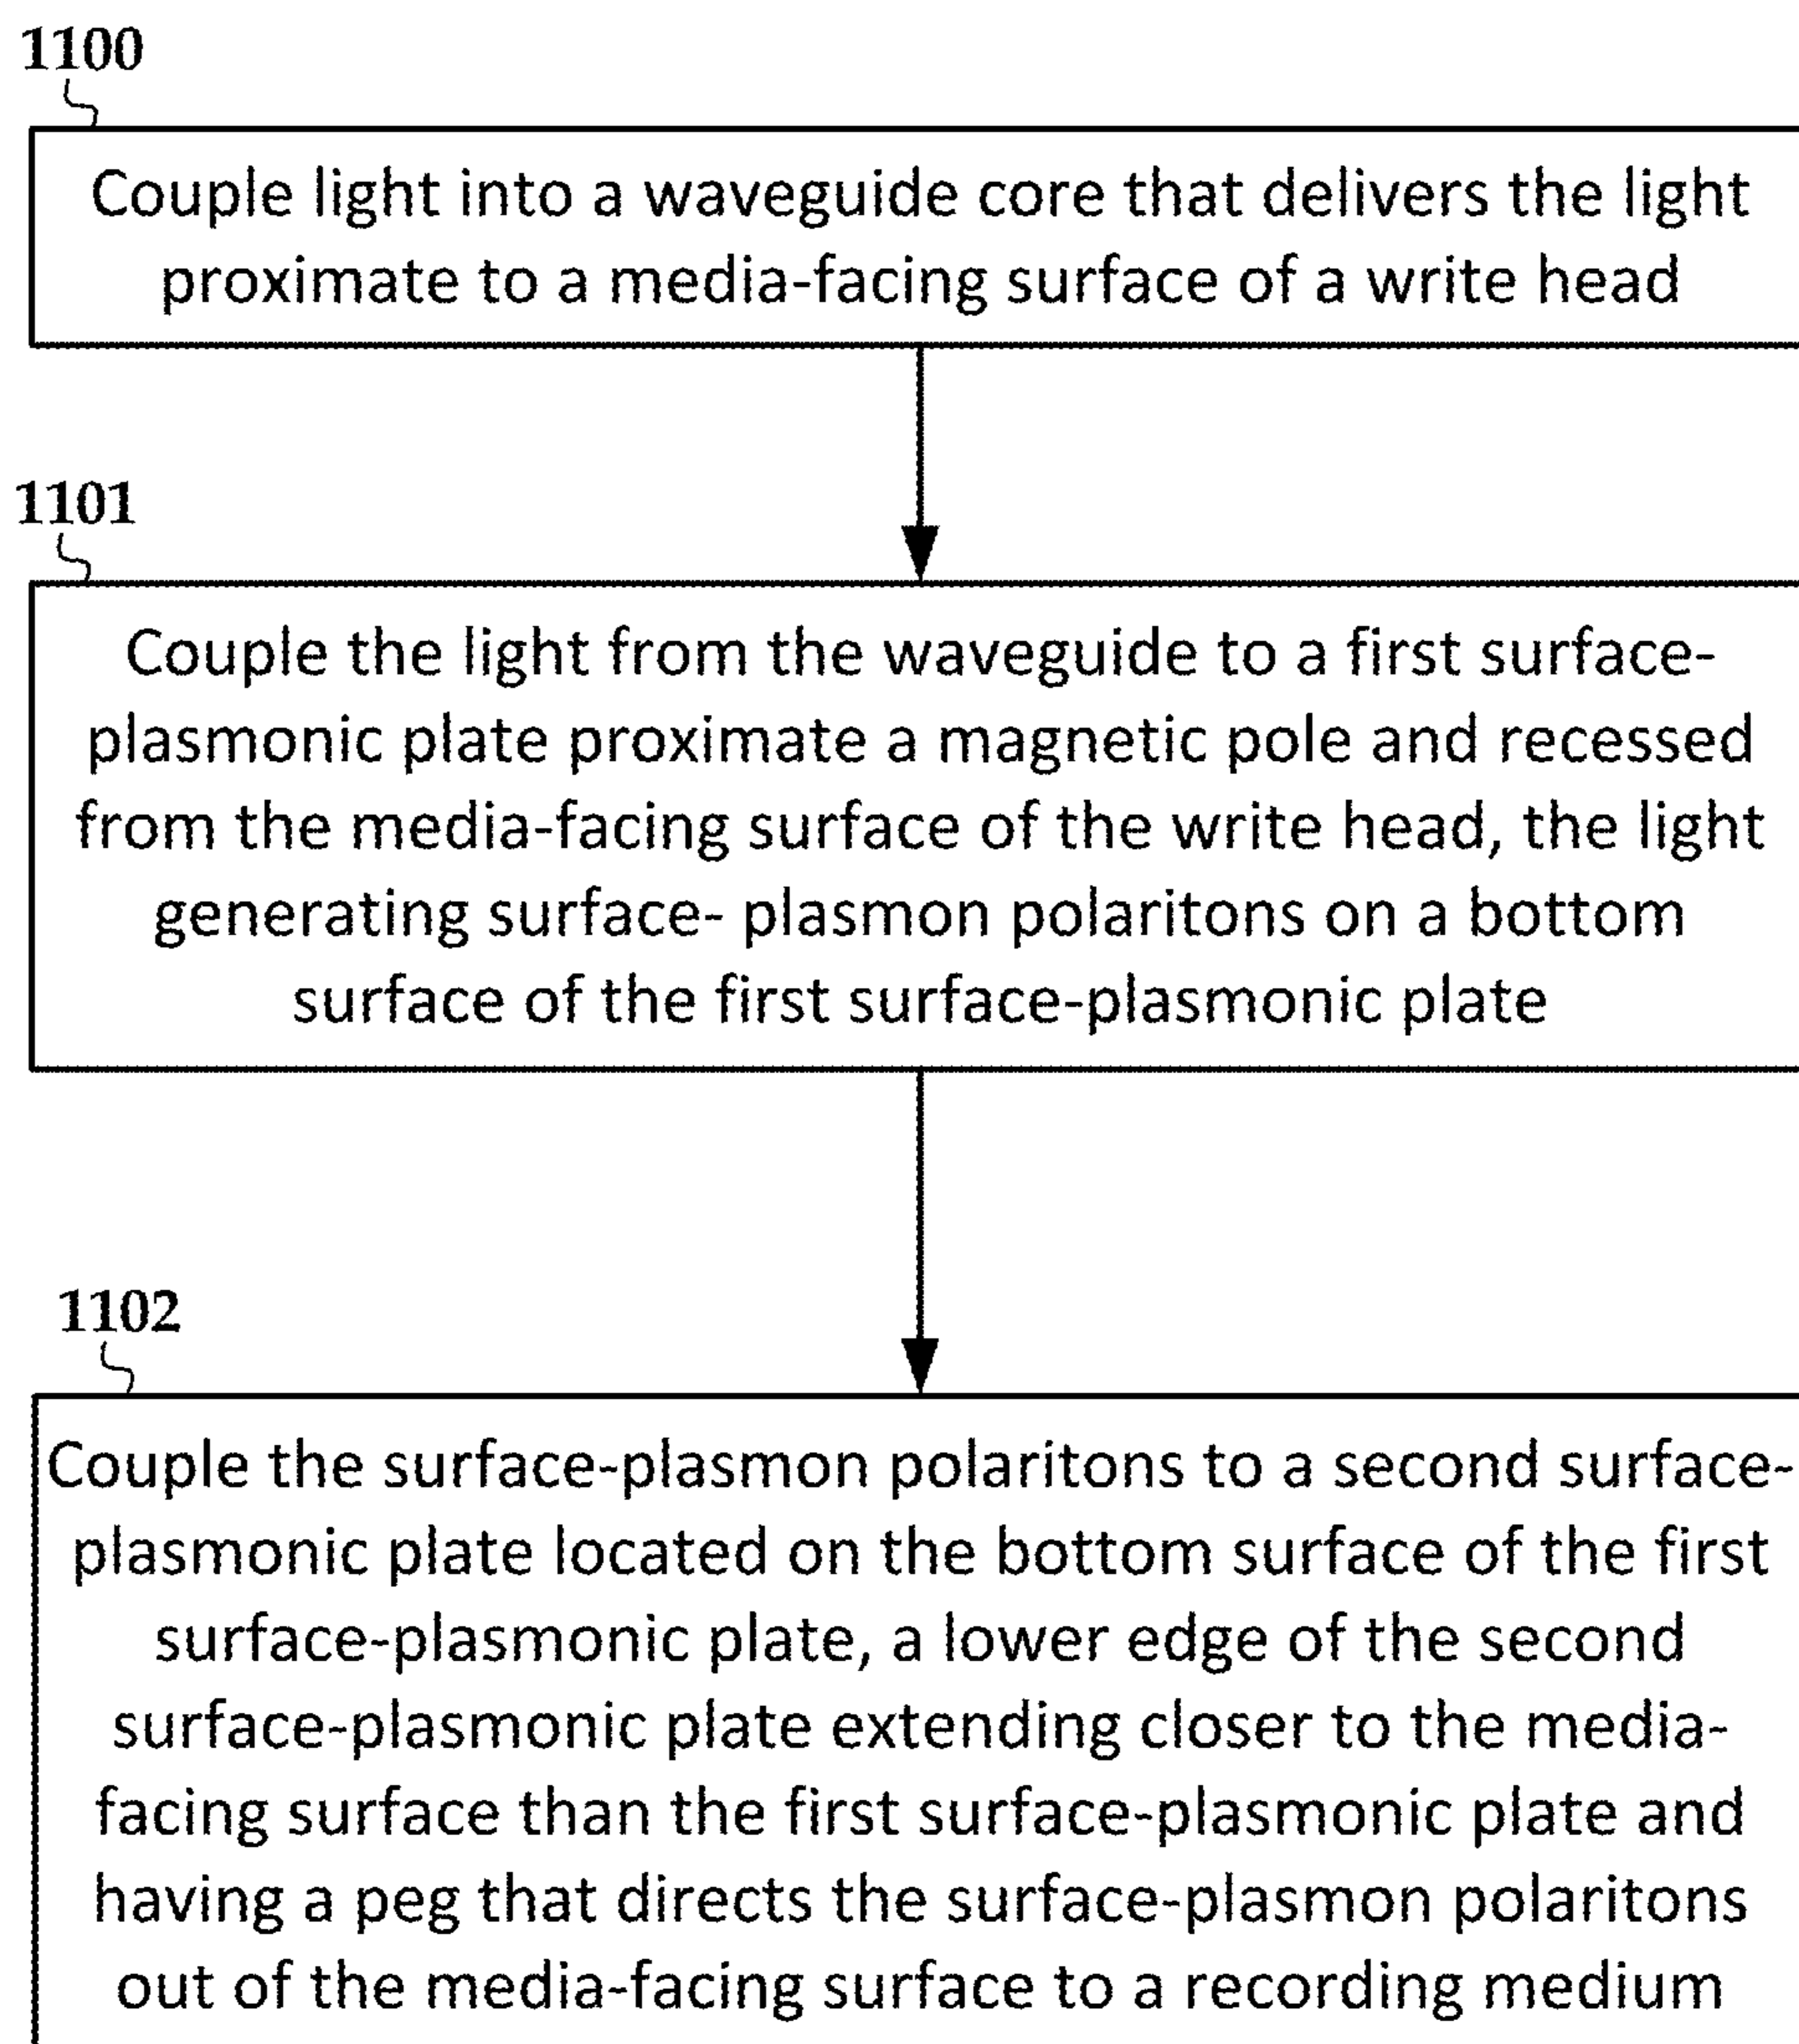 1100
Couple light into a waveguide core that delivers the light
proximate to a media-facing surface of a write head
1101
Couple the light from the waveguide to a first surface-
plasmonic plate proximate a magnetic pole and recessed
from the media-facing surface of the write head, the light
generating surface- plasmon polaritons on a bottom
surface of the first surface-plasmonic plate
1102
Couple the surface-plasmon polaritons to a second surface-
plasmonic plate located on the bottom surface of the first
surface-plasmonic plate, a lower edge of the second
surface-plasmonic plate extending closer to the media-
facing surface than the first surface-plasmonic plate and
having a peg that directs the surface-plasmon polaritons
out of the media-facing surface to a recording medium